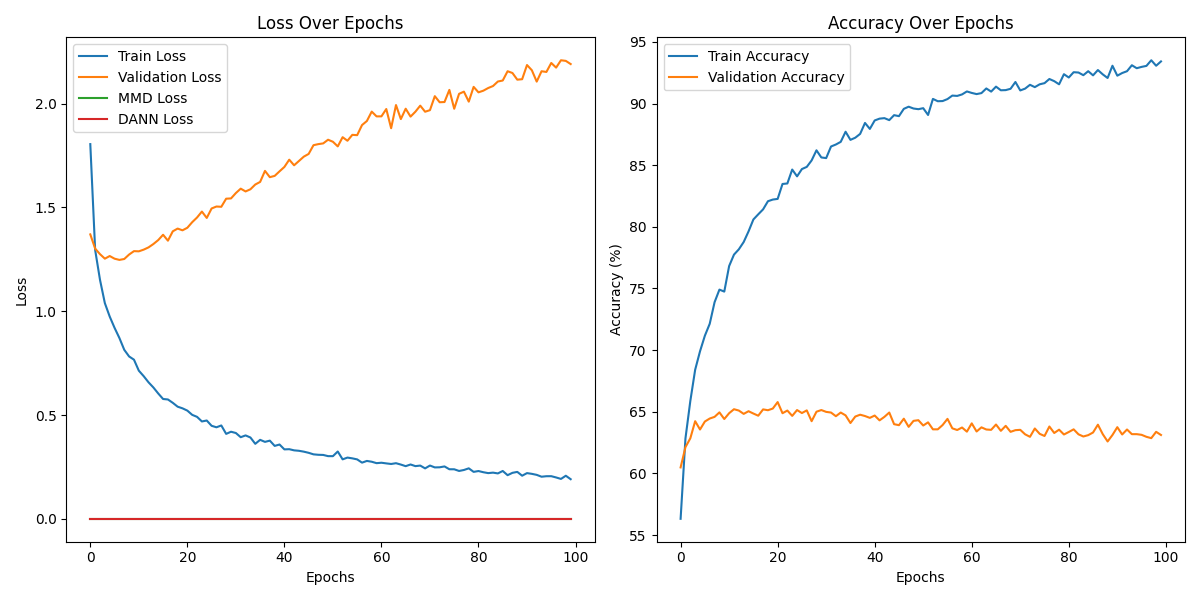 Loss Over Epochs
Train Loss
Validation Loss
MMD Loss
DANN Loss
2.0
1.5
1.0
0.5
0.0
Loss
0 20 40 60 80 100
Epochs
Accuracy Over Epochs
Train Accuracy
Validation Accuracy
95
90
85
80
75
70
65
60
55
Accuracy (%)
0 20 40 60 80 100
Epochs